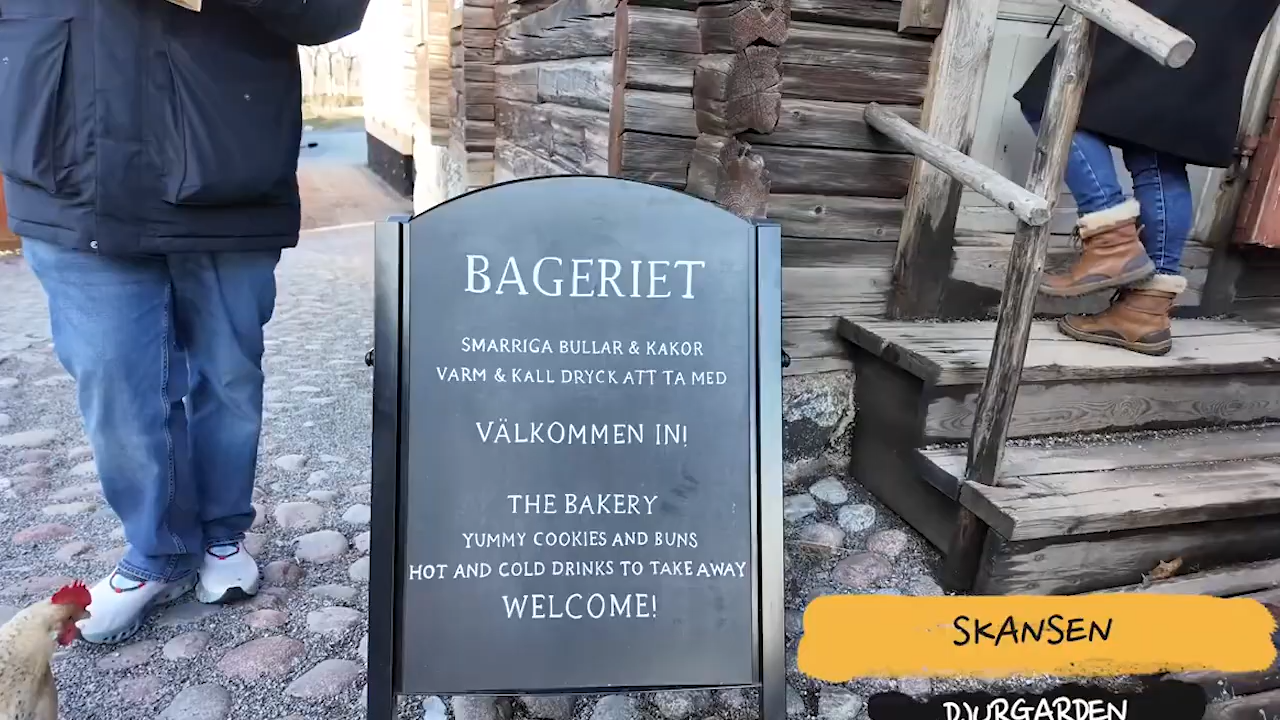 BAGERIET
SMARRIGA BULLAR & KAKOR
VARM & KALL DRYCK ATT TA MED
VÄLKOMMEN IN!
THE BAKERY
YUMMY COOKIES AND BUNS
HOT AND COLD DRINKS TO TAKE AWAY
WELCOME!
SKANSEN
DJURGARDEN